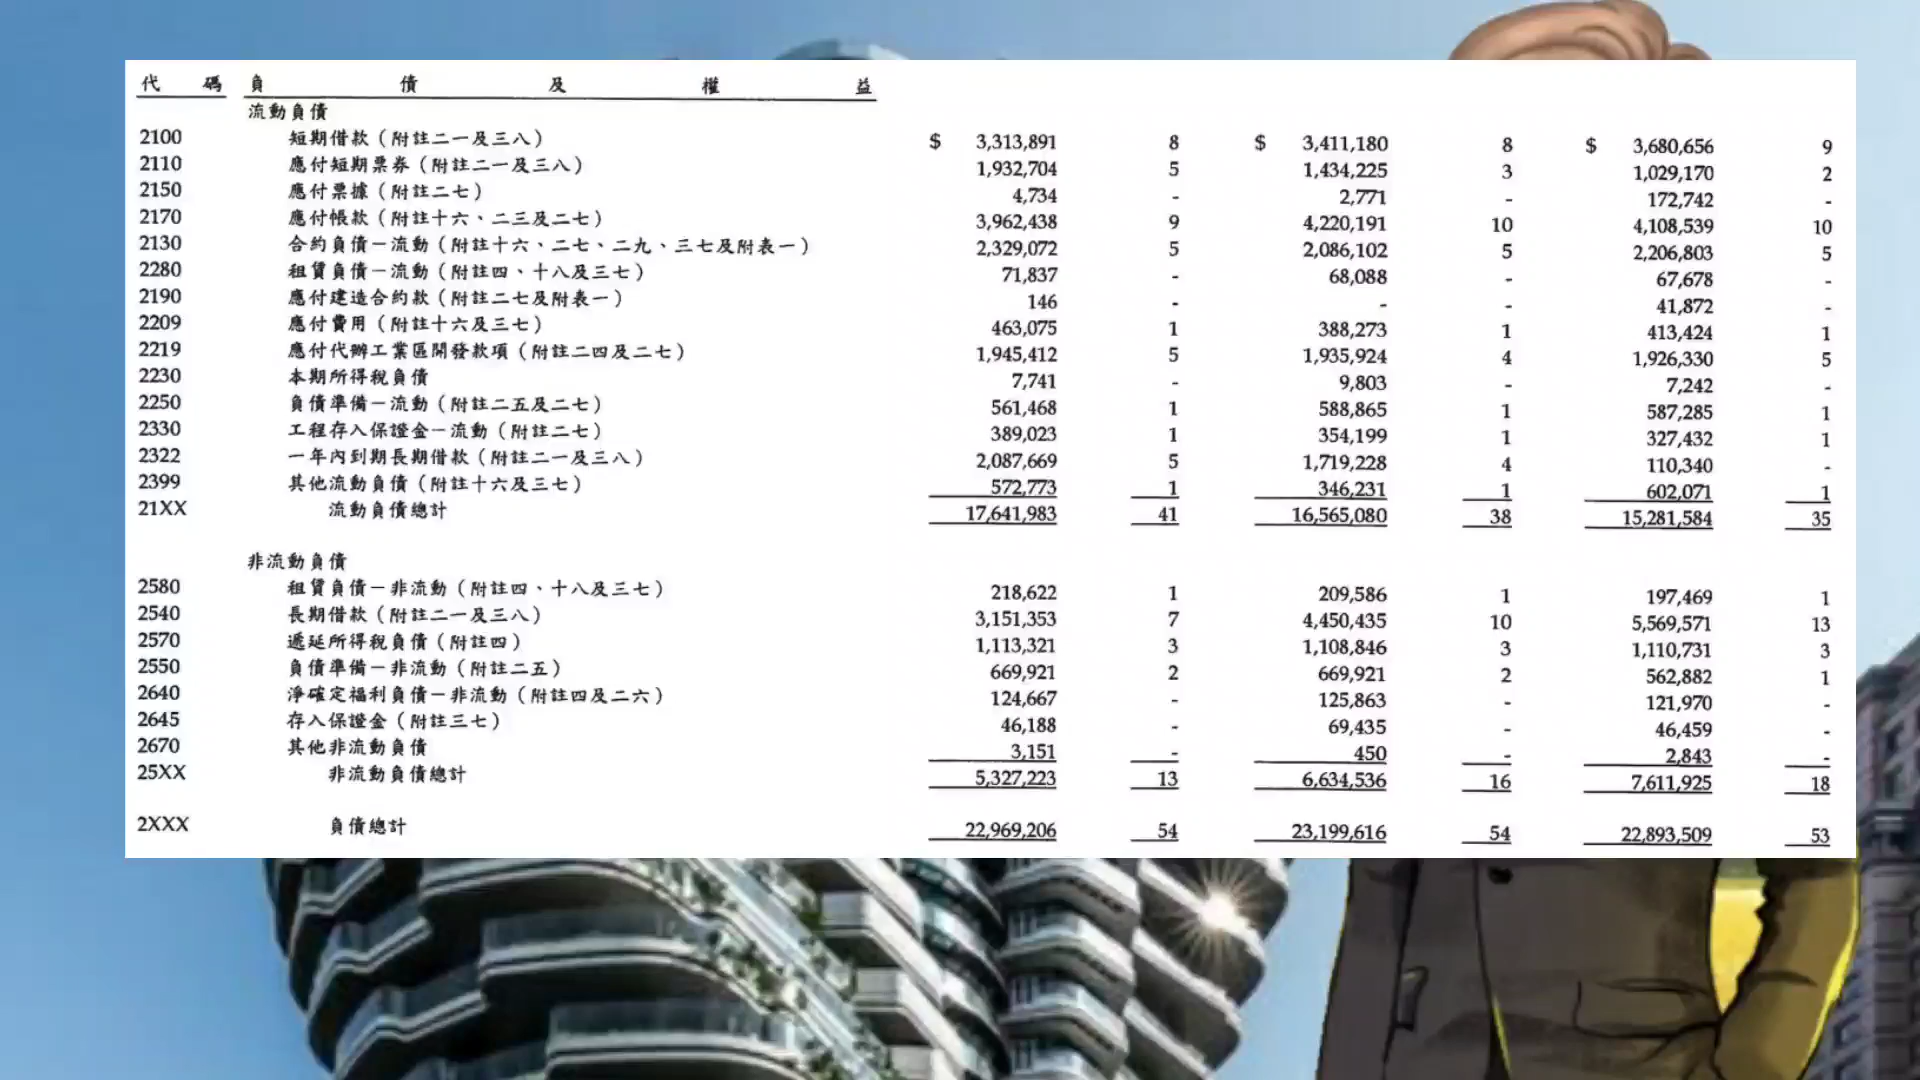 代 碼 負 債 及 權 益
流動負債
2100 短期借款（附註二一及三八） $ 3,313,891 8 $ 3,411,180 8 $ 3,680,656 9
2110 應付短期票券（附註二一及三八） 1,932,704 5 1,434,225 3 1,029,170 2
2150 應付票據（附註二七） 4,734 - 2,771 - 172,742 -
2170 應付帳款（附註十六、二三及二七） 3,962,438 9 4,220,191 10 4,108,539 10
2130 合約負債－流動（附註十六、二七、二九、三七及附表一） 2,329,072 5 2,086,102 5 2,206,803 5
2280 租賃負債－流動（附註四、十八及三七） 71,837 - 68,088 - 67,678 -
2190 應付建造合約款（附註二七及附表一） 146 - - - 41,872 -
2209 應付費用（附註十六及三七） 463,075 1 388,273 1 413,424 1
2219 應付代辦工業區開發款項（附註二四及二七） 1,945,412 5 1,935,924 4 1,926,330 5
2230 本期所得稅負債 7,741 - 9,803 - 7,242 -
2250 負債準備－流動（附註二五及二七） 561,468 1 588,865 1 587,285 1
2330 工程存入保證金－流動（附註二七） 389,023 1 354,199 1 327,432 1
2322 一年內到期長期借款（附註二一及三八） 2,087,669 5 1,719,228 4 110,340 -
2399 其他流動負債（附註十六及三七） 572,773 1 346,231 1 602,071 1
21XX 流動負債總計 17,641,983 41 16,565,080 38 15,281,584 35
非流動負債
2580 租賃負債－非流動（附註四、十八及三七） 218,622 1 209,586 1 197,469 1
2540 長期借款（附註二一及三八） 3,151,353 7 4,450,435 10 5,569,571 13
2570 遞延所得稅負債（附註四） 1,113,321 3 1,108,846 3 1,110,731 3
2550 負債準備－非流動（附註二五） 669,921 2 669,921 2 562,882 1
2640 淨確定福利負債－非流動（附註四及二六） 124,667 - 125,863 - 121,970 -
2645 存入保證金（附註三七） 46,188 - 69,435 - 46,459 -
2670 其他非流動負債 3,151 - 450 - 2,843 -
25XX 非流動負債總計 5,327,223 13 6,634,536 16 7,611,925 18
2XXX 負債總計 22,969,206 54 23,199,616 54 22,893,509 53